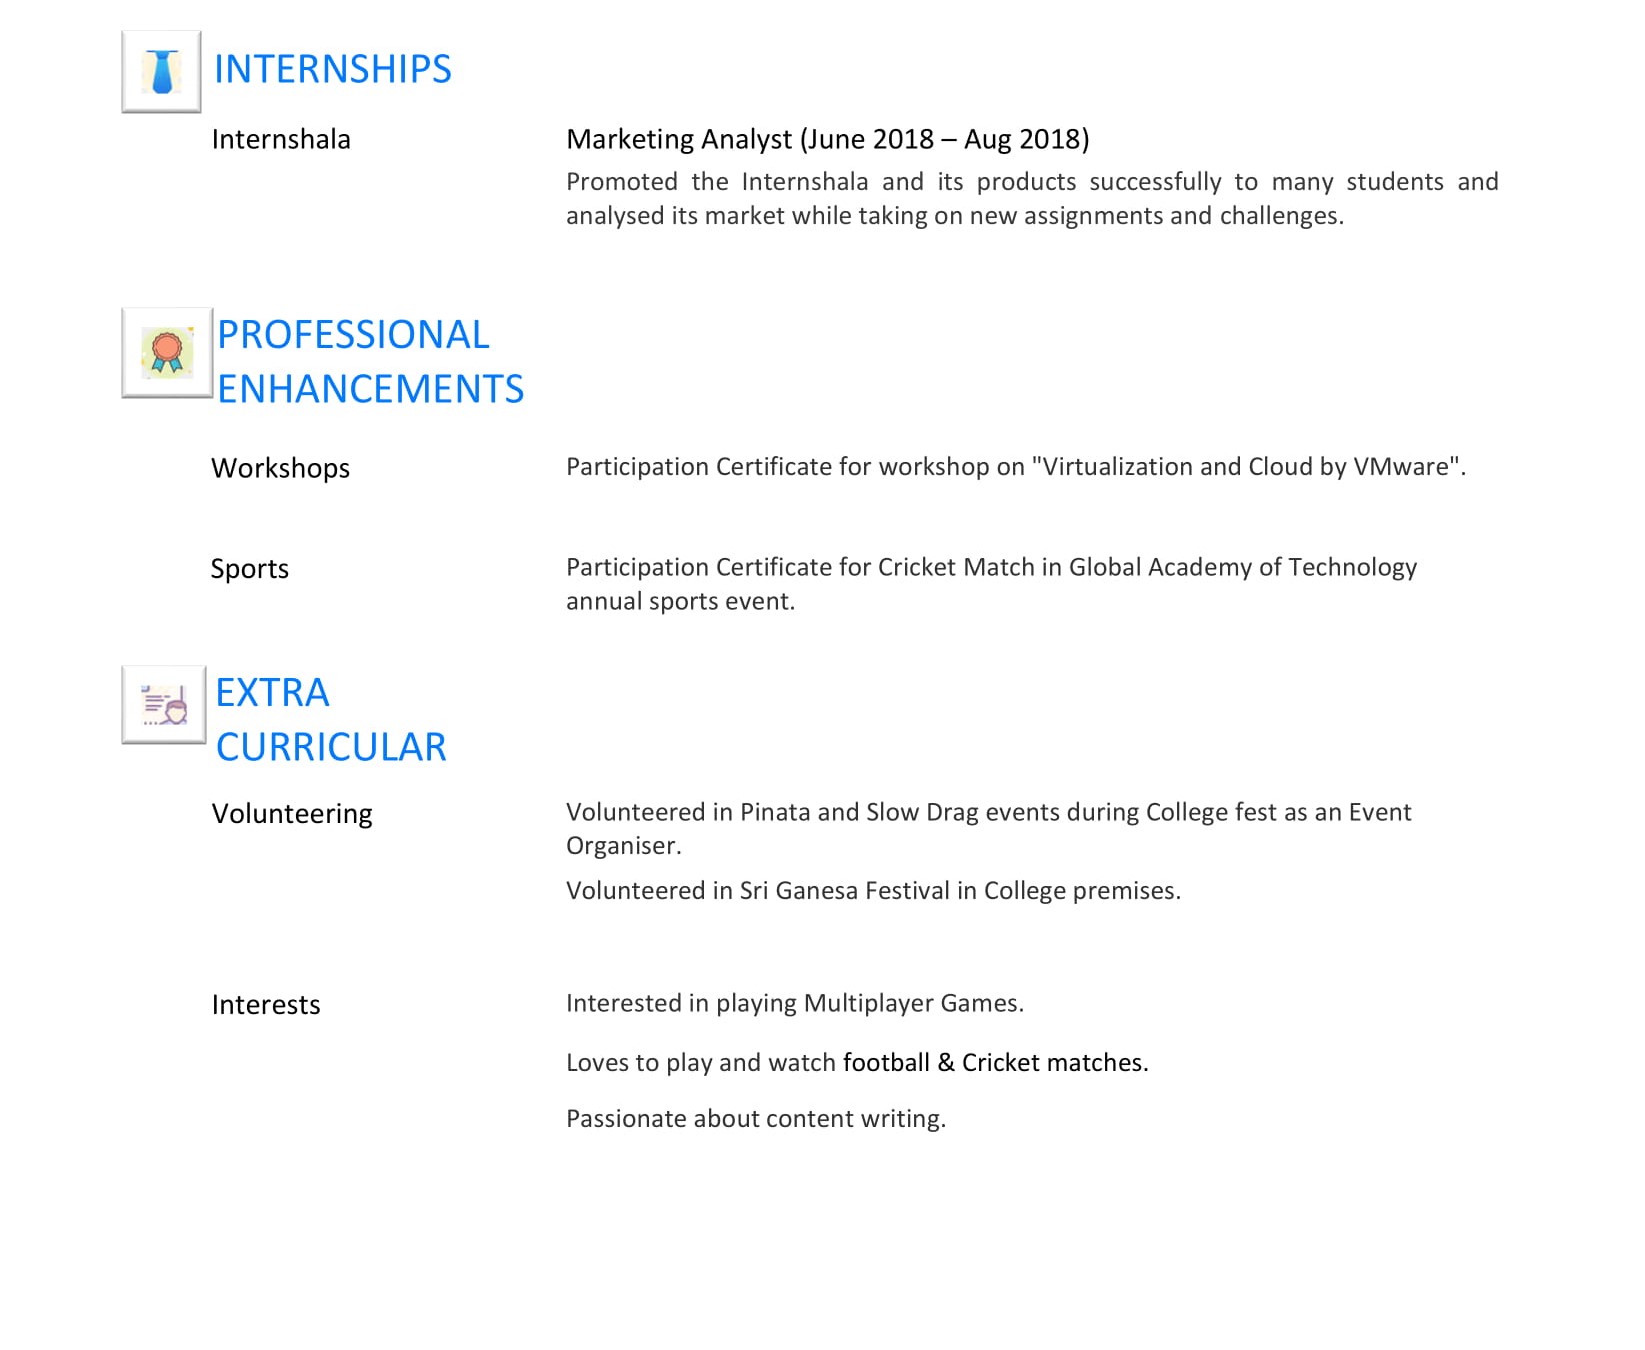 INTERNSHIPS
Internshala
Marketing Analyst (June 2018 – Aug 2018)
Promoted the Internshala and its products successfully to many students and
analysed its market while taking on new assignments and challenges.
PROFESSIONAL
ENHANCEMENTS
Workshops
Participation Certificate for workshop on "Virtualization and Cloud by VMware".
Sports
Participation Certificate for Cricket Match in Global Academy of Technology
annual sports event.
EXTRA
CURRICULAR
Volunteering
Volunteered in Pinata and Slow Drag events during College fest as an Event
Organiser.
Volunteered in Sri Ganesa Festival in College premises.
Interests
Interested in playing Multiplayer Games.
Loves to play and watch football & Cricket matches.
Passionate about content writing.